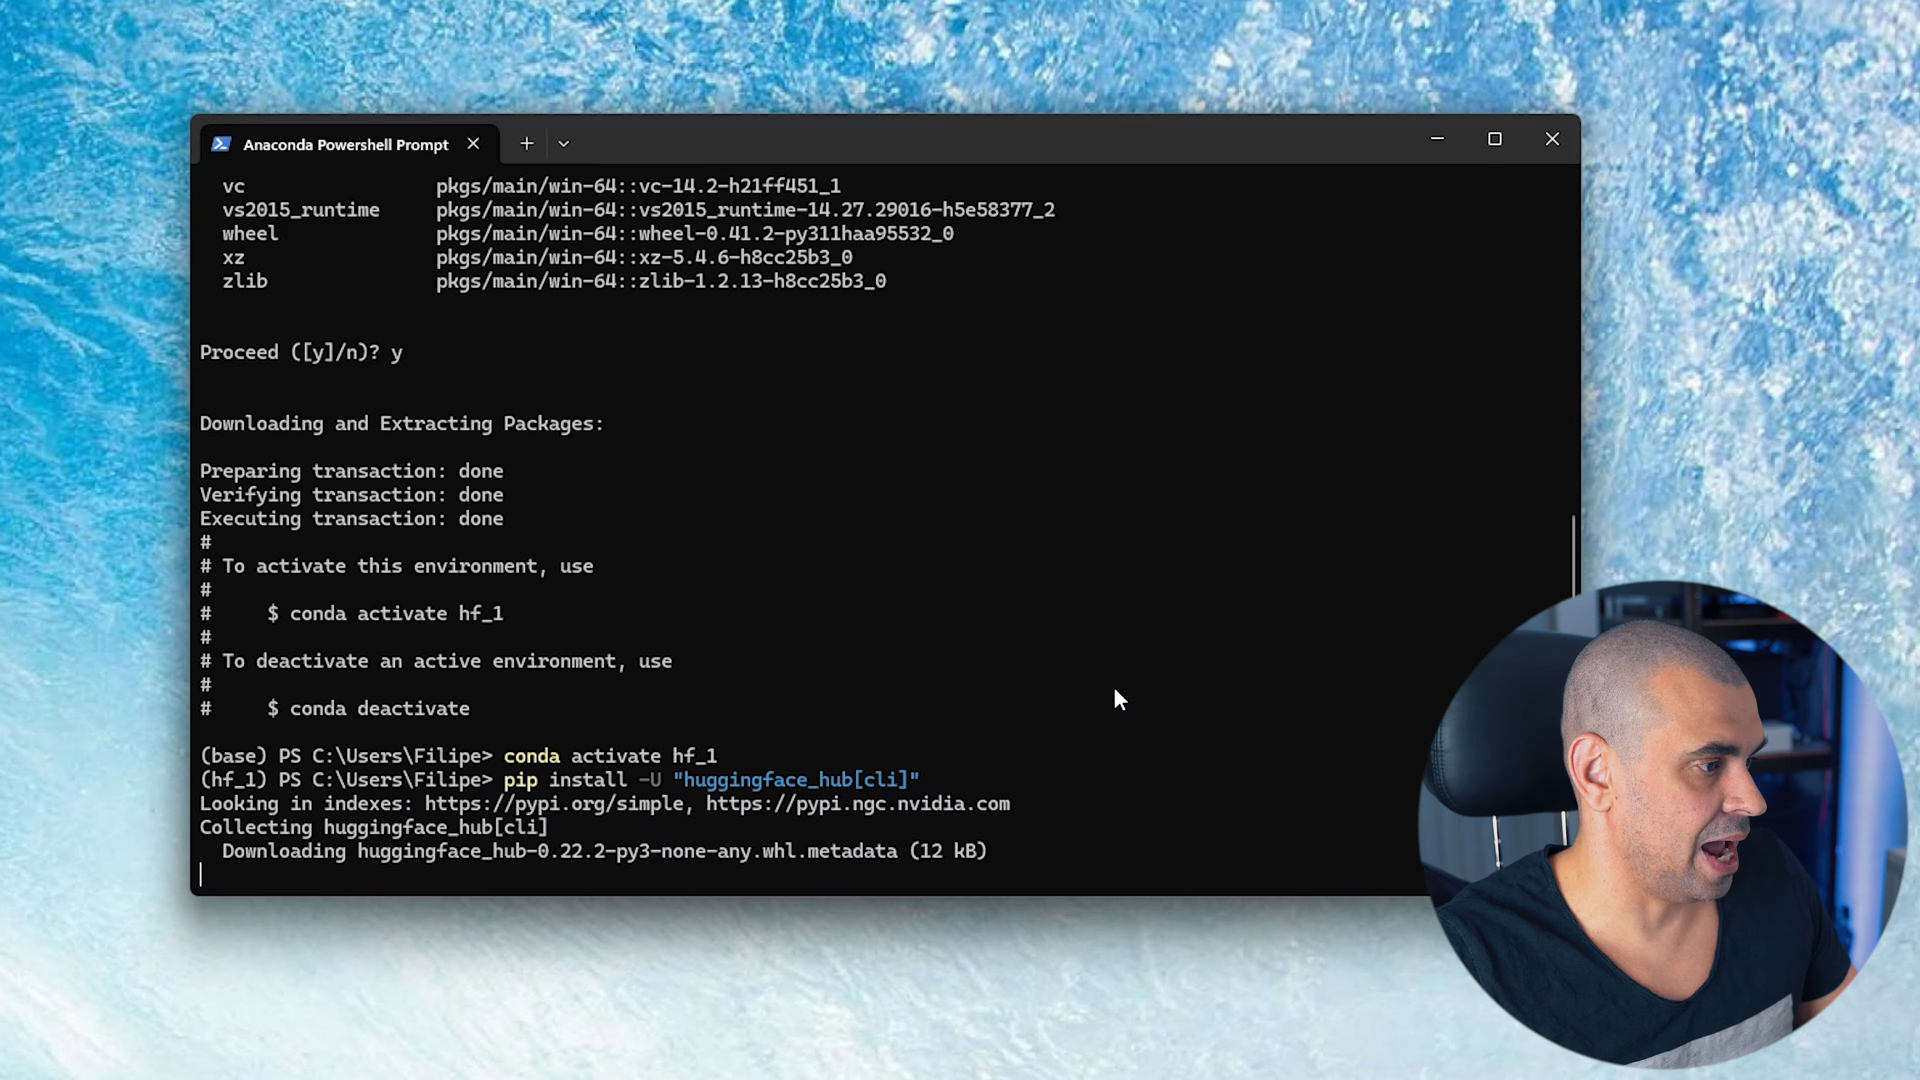 Anaconda Powershell Prompt
vc pkgs/main/win-64::vc-14.2-h21ff451_1
vs2015_runtime pkgs/main/win-64::vs2015_runtime-14.27.29016-h5e58377_2
wheel pkgs/main/win-64::wheel-0.41.2-py311haa95532_0
xz pkgs/main/win-64::xz-5.4.6-h8cc25b3_0
zlib pkgs/main/win-64::zlib-1.2.13-h8cc25b3_0
Proceed ([y]/n)? y
Downloading and Extracting Packages:
Preparing transaction: done
Verifying transaction: done
Executing transaction: done
#
# To activate this environment, use
#
# $ conda activate hf_1
#
# To deactivate an active environment, use
#
# $ conda deactivate
(base) PS C:\Users\Filipe> conda activate hf_1
(hf_1) PS C:\Users\Filipe> pip install -U "huggingface_hub[cli]"
Looking in indexes: https://pypi.org/simple, https://pypi.ngc.nvidia.com
Collecting huggingface_hub[cli]
Downloading huggingface_hub-0.22.2-py3-none-any.whl.metadata (12 kB)